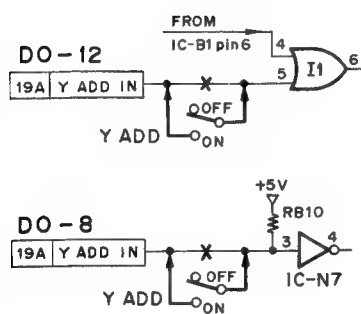 FROM
IC-B1 pin 6
4
I1
6
DO-12
5
19A Y ADD IN
OFF
Y ADD
ON
+5V
DO-8
RB10
19A Y ADD IN
3
4
OFF
IC-N7
Y ADD
ON